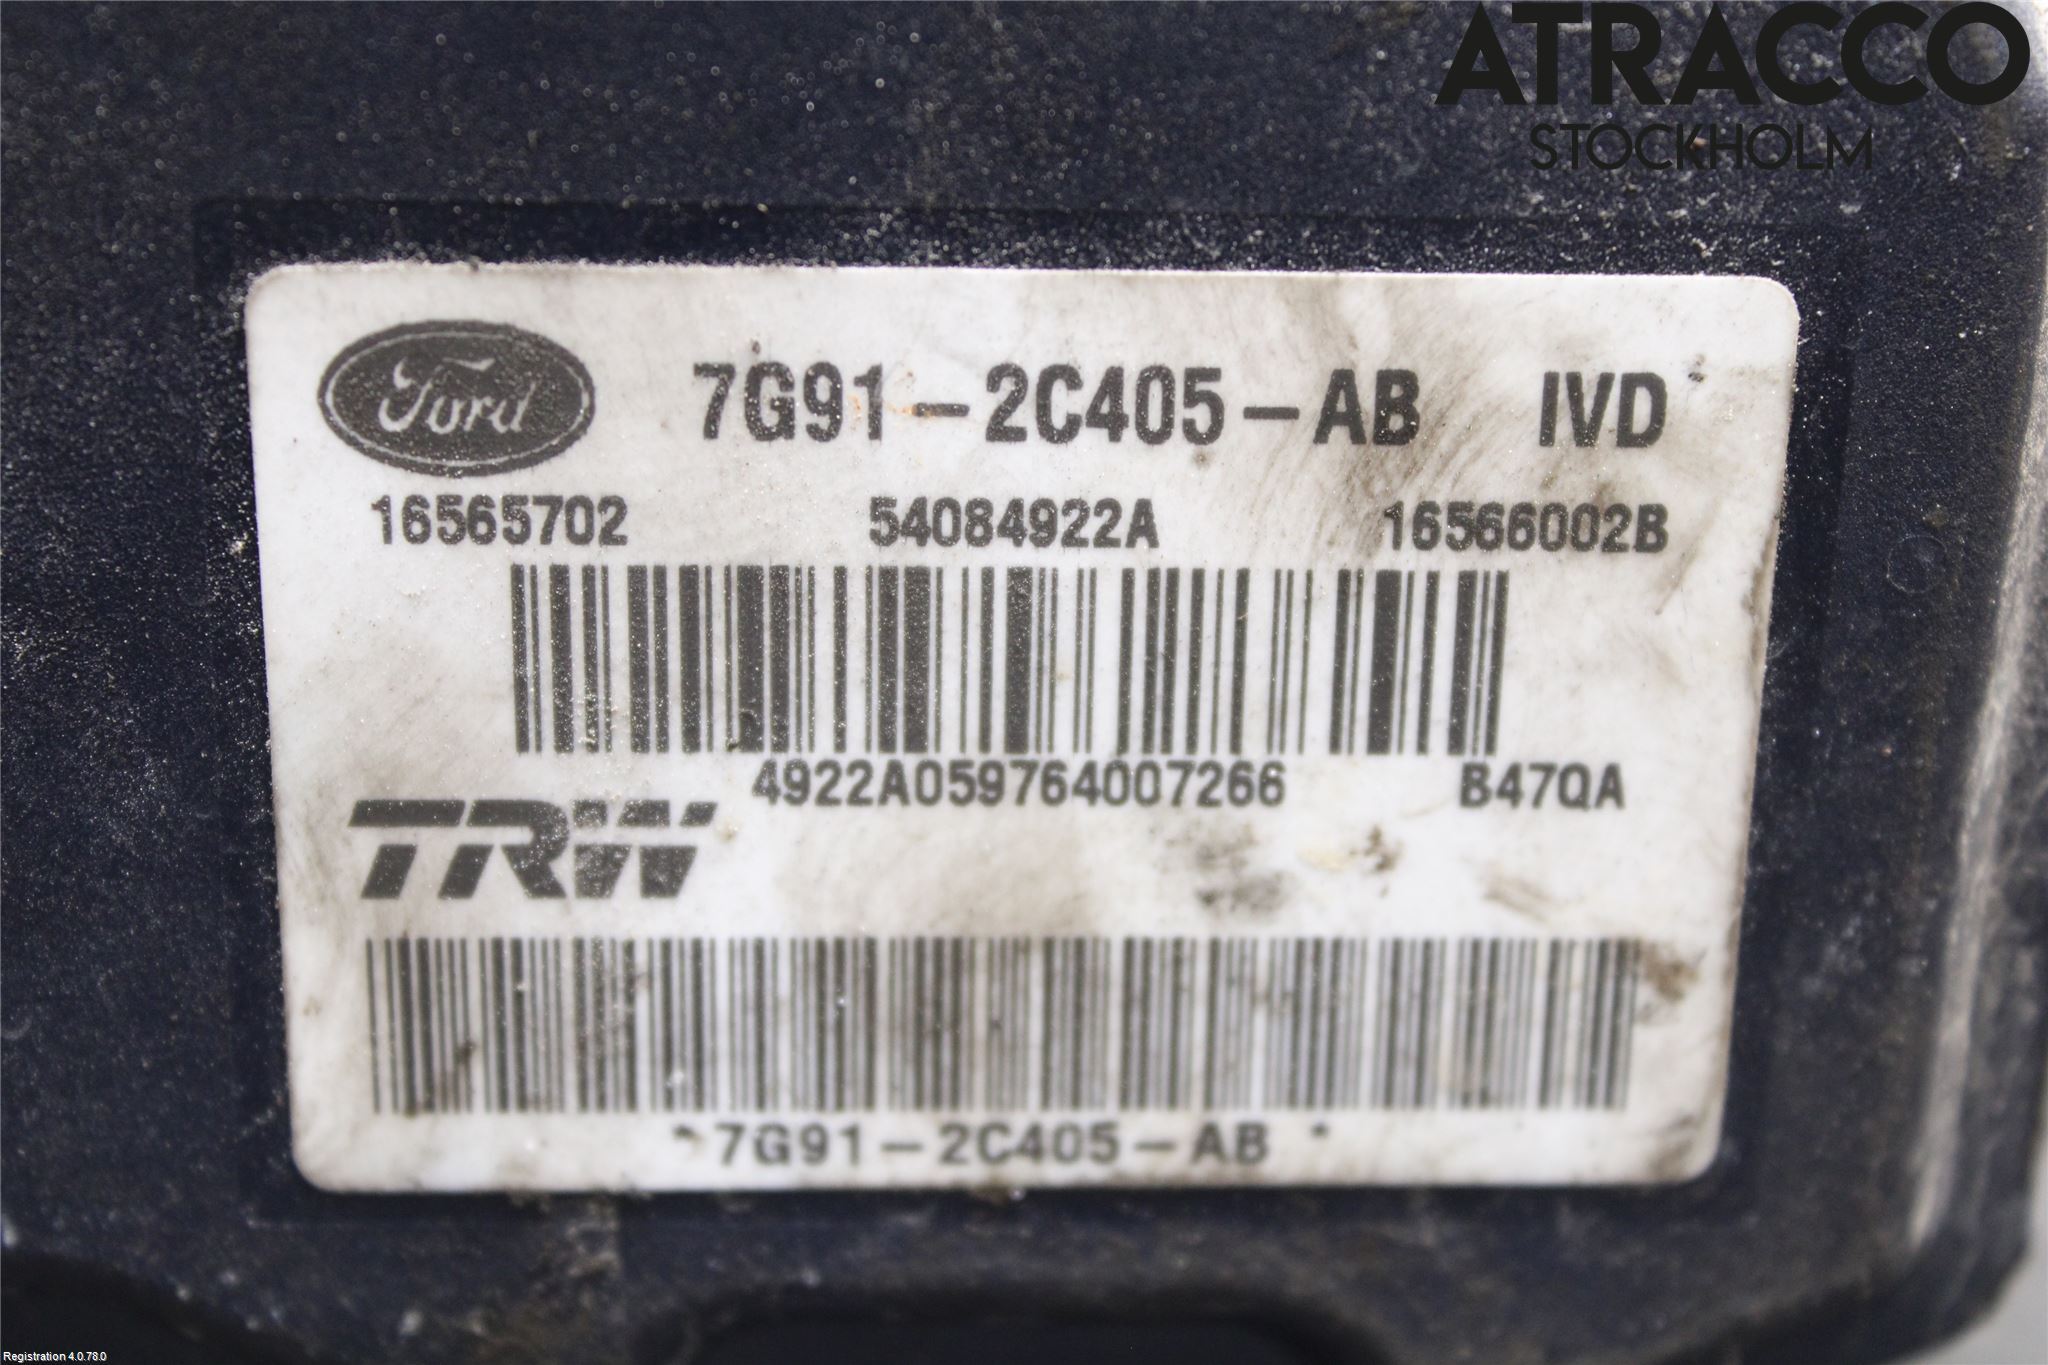 ATRACCO
STOCKHOLM
Ford 7G91-2C405-AB IVD
16565702 54084922A 16566002B
4922A059764007266 B47QA
TRW
*7G91-2C405-AB *
Registration 4.0.78.0